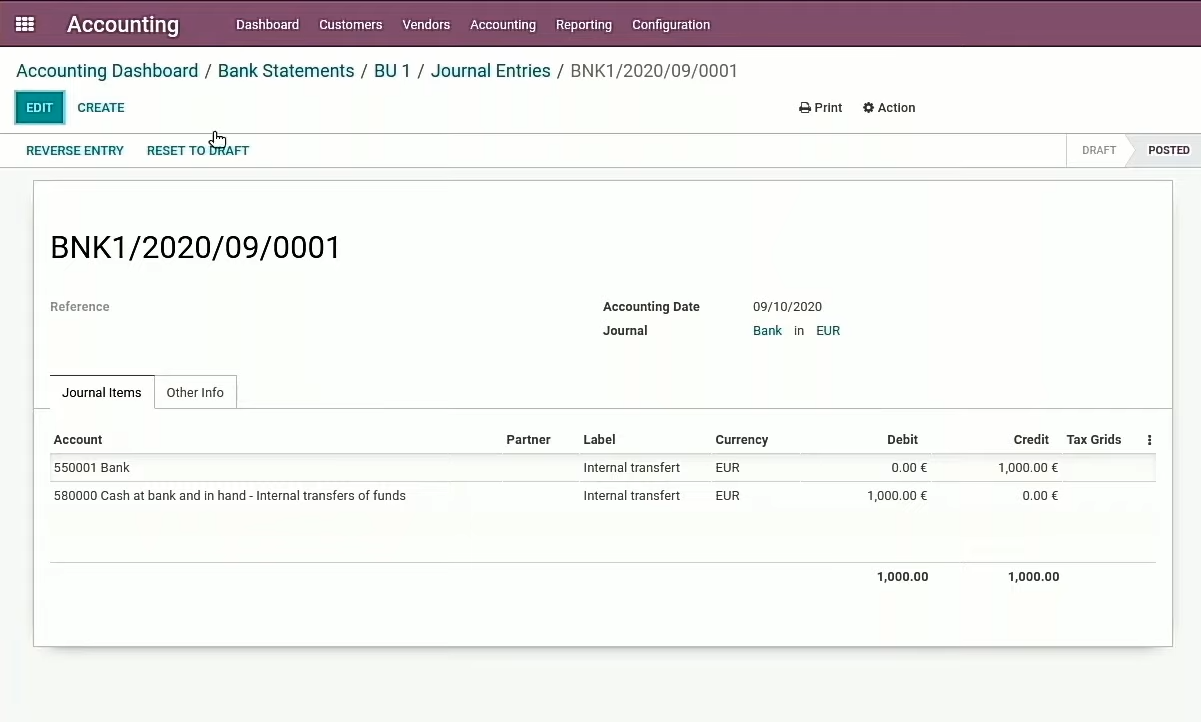 Accounting Dashboard Customers Vendors Accounting Reporting Configuration
Accounting Dashboard / Bank Statements / BU 1 / Journal Entries / BNK1/2020/09/0001
EDIT CREATE Print Action
REVERSE ENTRY RESET TO DRAFT DRAFT POSTED
BNK1/2020/09/0001
Reference Accounting Date 09/10/2020
Journal Bank in EUR
Journal Items Other Info
Account Partner Label Currency Debit Credit Tax Grids
550001 Bank Internal transfert EUR 0.00 € 1,000.00 €
580000 Cash at bank and in hand - Internal transfers of funds Internal transfert EUR 1,000.00 € 0.00 €
1,000.00 1,000.00